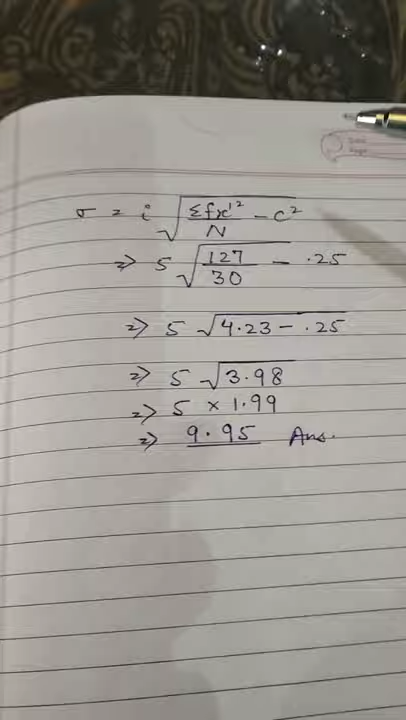 σ = i √ Σfx'² / N - c²
=> 5 √ 127 / 30 - .25
=> 5 √ 4.23 - .25
=> 5 √ 3.98
=> 5 × 1.99
=> 9.95 Ans.